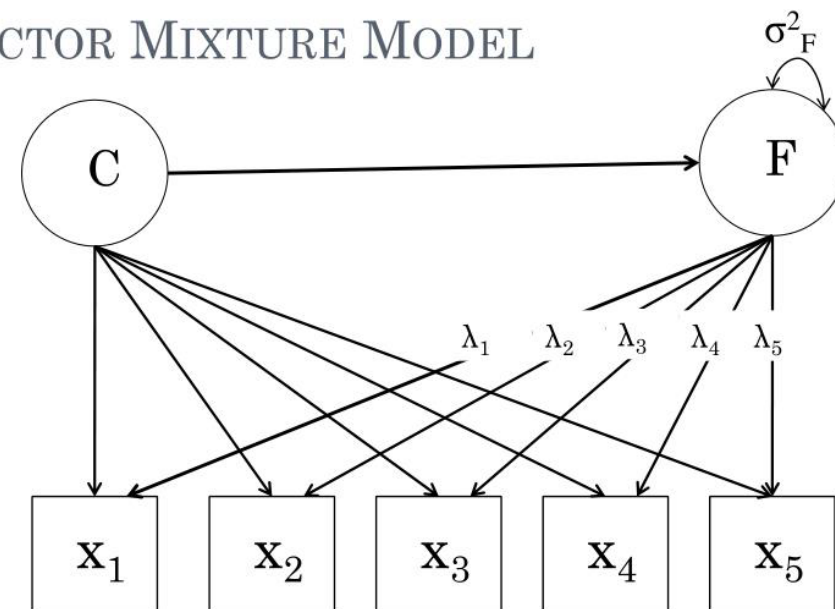 CTOR MIXTURE MODEL
σ²F
C
F
λ₁ λ₂ λ₃ λ₄ λ₅
x₁ x₂ x₃ x₄ x₅